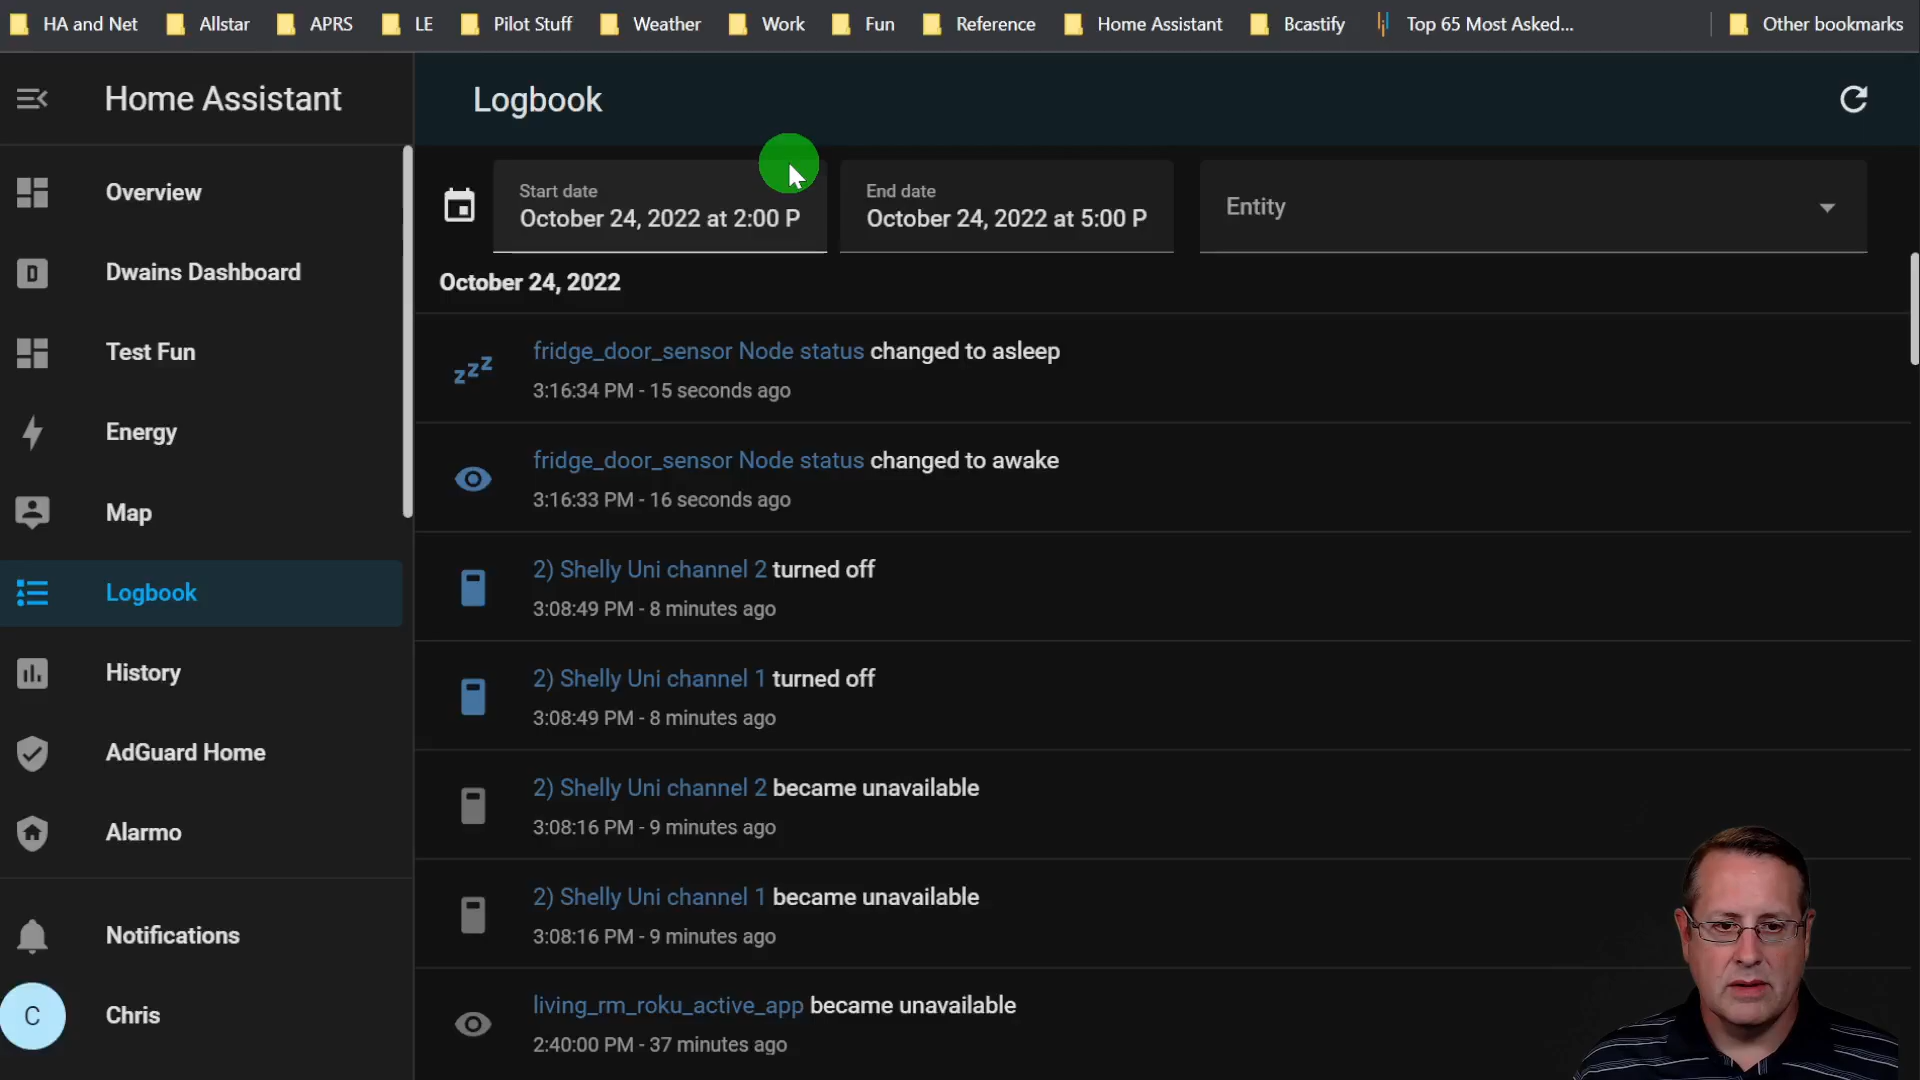 HA and Net Allstar APRS LE Pilot Stuff Weather Work Fun Reference Home Assistant Bcastify Top 65 Most Asked... Other bookmarks
Home Assistant
Overview
D Dwains Dashboard
Test Fun
Energy
Map
Logbook
History
AdGuard Home
Alarmo
Notifications
C Chris
Logbook
Start date
October 24, 2022 at 2:00 P
End date
October 24, 2022 at 5:00 P
Entity
October 24, 2022
zzz
fridge_door_sensor Node status changed to asleep
3:16:34 PM - 15 seconds ago
fridge_door_sensor Node status changed to awake
3:16:33 PM - 16 seconds ago
2) Shelly Uni channel 2 turned off
3:08:49 PM - 8 minutes ago
2) Shelly Uni channel 1 turned off
3:08:49 PM - 8 minutes ago
2) Shelly Uni channel 2 became unavailable
3:08:16 PM - 9 minutes ago
2) Shelly Uni channel 1 became unavailable
3:08:16 PM - 9 minutes ago
living_rm_roku_active_app became unavailable
2:40:00 PM - 37 minutes ago